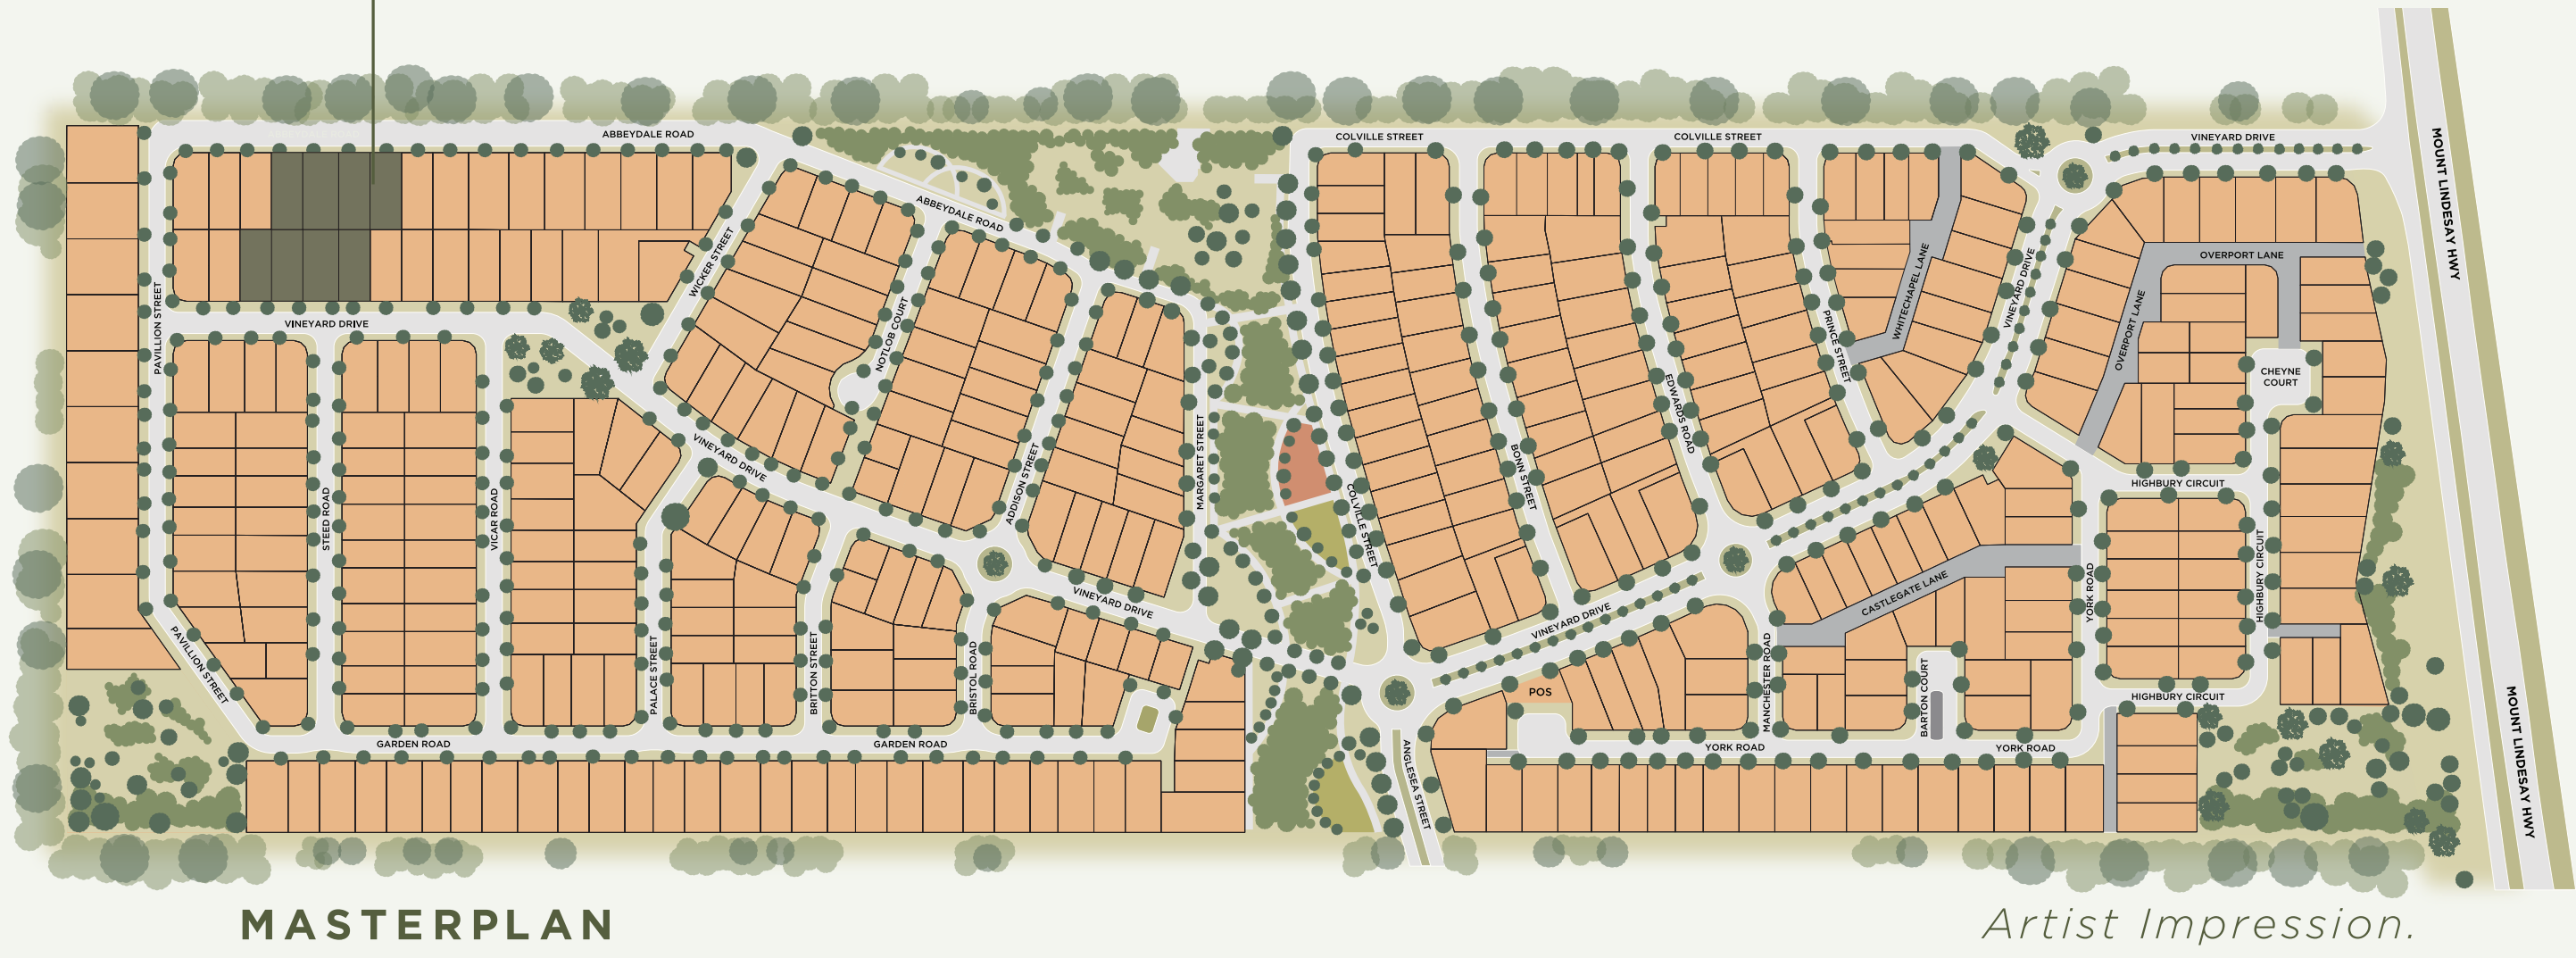 ABBEYDALE ROAD
COLVILLE STREET
COLVILLE STREET
VINEYARD DRIVE
MOUNT LINDESAY HWY
ABBEYDALE ROAD
WICKER STREET
OVERPORT LANE
WHITECHAPEL LANE
VINEYARD DRIVE
PAVILLION STREET
VINEYARD DRIVE
NOTLOB COURT
PRINCE STREET
OVERPORT LANE
CHEYNE
COURT
EDWARDS ROAD
VINEYARD DRIVE
MARGARET STREET
ADDISON STREET
BONN STREET
HIGHBURY CIRCUIT
STEED ROAD
VICAR ROAD
COLVILLE STREET
HIGHBURY CIRCUIT
CASTLEGATE LANE
YORK ROAD
VINEYARD DRIVE
VINEYARD DRIVE
PAVILLION STREET
PALACE STREET
BRITTON STREET
BRISTOL ROAD
POS
MANCHESTER ROAD
BARTON COURT
HIGHBURY CIRCUIT
GARDEN ROAD
GARDEN ROAD
YORK ROAD
YORK ROAD
ANGLESEA STREET
MOUNT LINDESAY HWY
MASTERPLAN
Artist Impression.